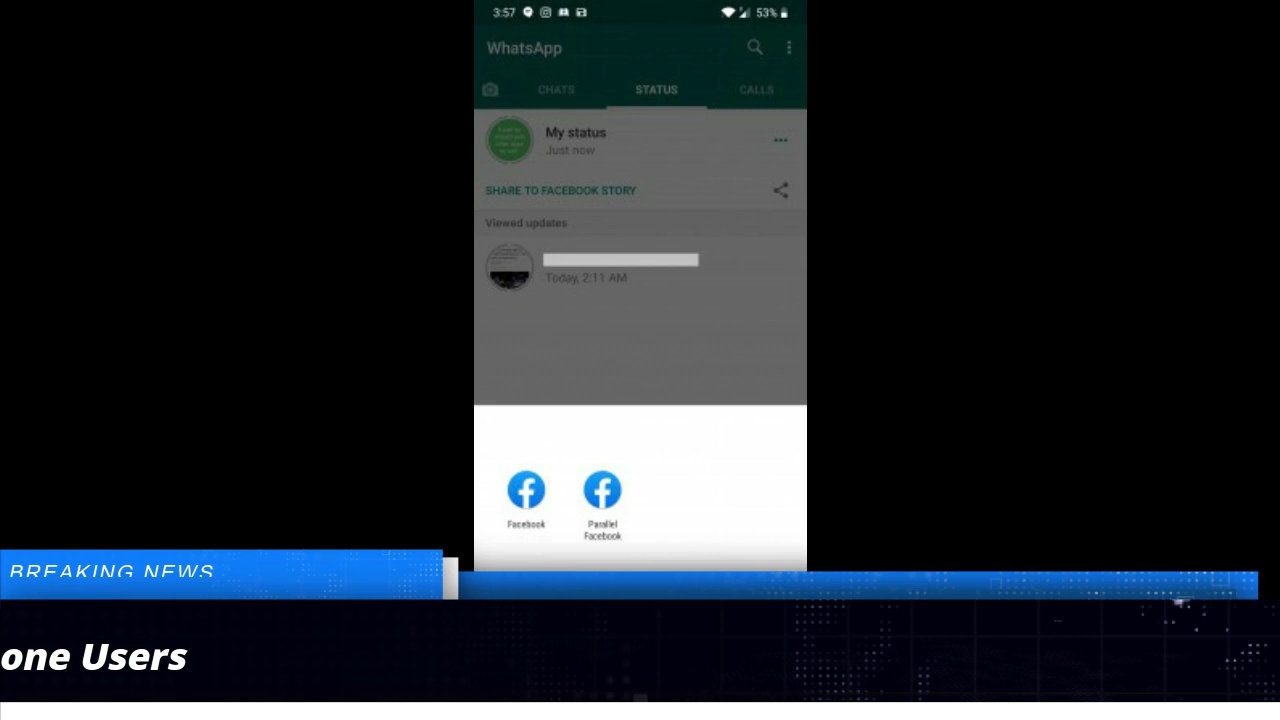 3:57
53%
WhatsApp
CHATS
STATUS
CALLS
My status
Just now
SHARE TO FACEBOOK STORY
Viewed updates
Today, 2:11 AM
Facebook
Parallel
Facebook
BREAKING NEWS
one Users